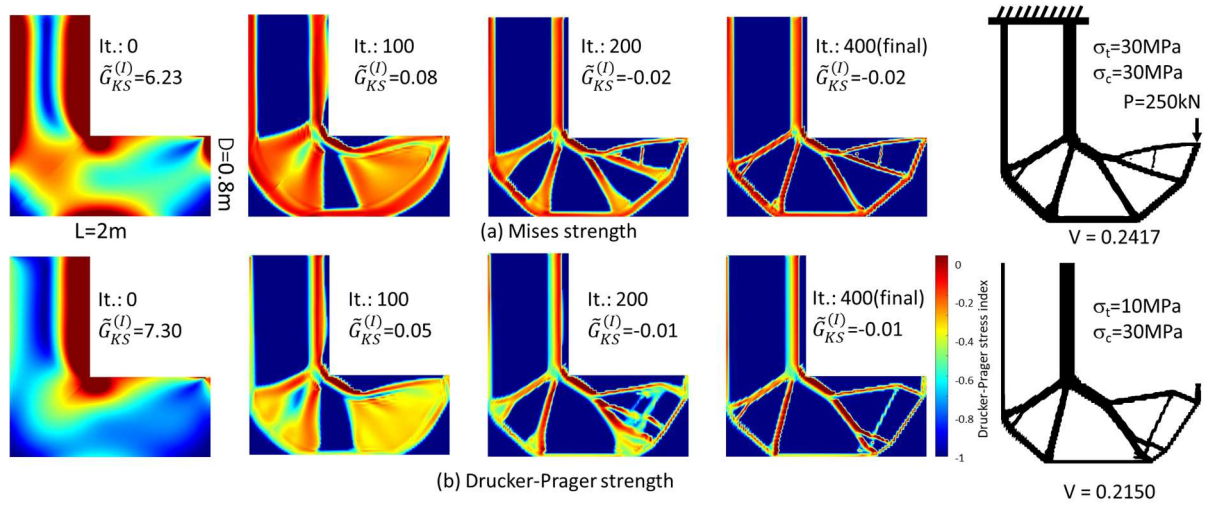 It.: 0
G̃_KS^(I)=6.23
D=0.8m
L=2m
It.: 100
G̃_KS^(I)=0.08
It.: 200
G̃_KS^(I)=-0.02
It.: 400(final)
G̃_KS^(I)=-0.02
σt=30MPa
σc=30MPa
P=250kN
V = 0.2417
(a) Mises strength
It.: 0
G̃_KS^(I)=7.30
It.: 100
G̃_KS^(I)=0.05
It.: 200
G̃_KS^(I)=-0.01
It.: 400(final)
G̃_KS^(I)=-0.01
0
-0.2
-0.4
-0.6
-0.8
-1
Drucker-Prager stress index
σt=10MPa
σc=30MPa
V = 0.2150
(b) Drucker-Prager strength